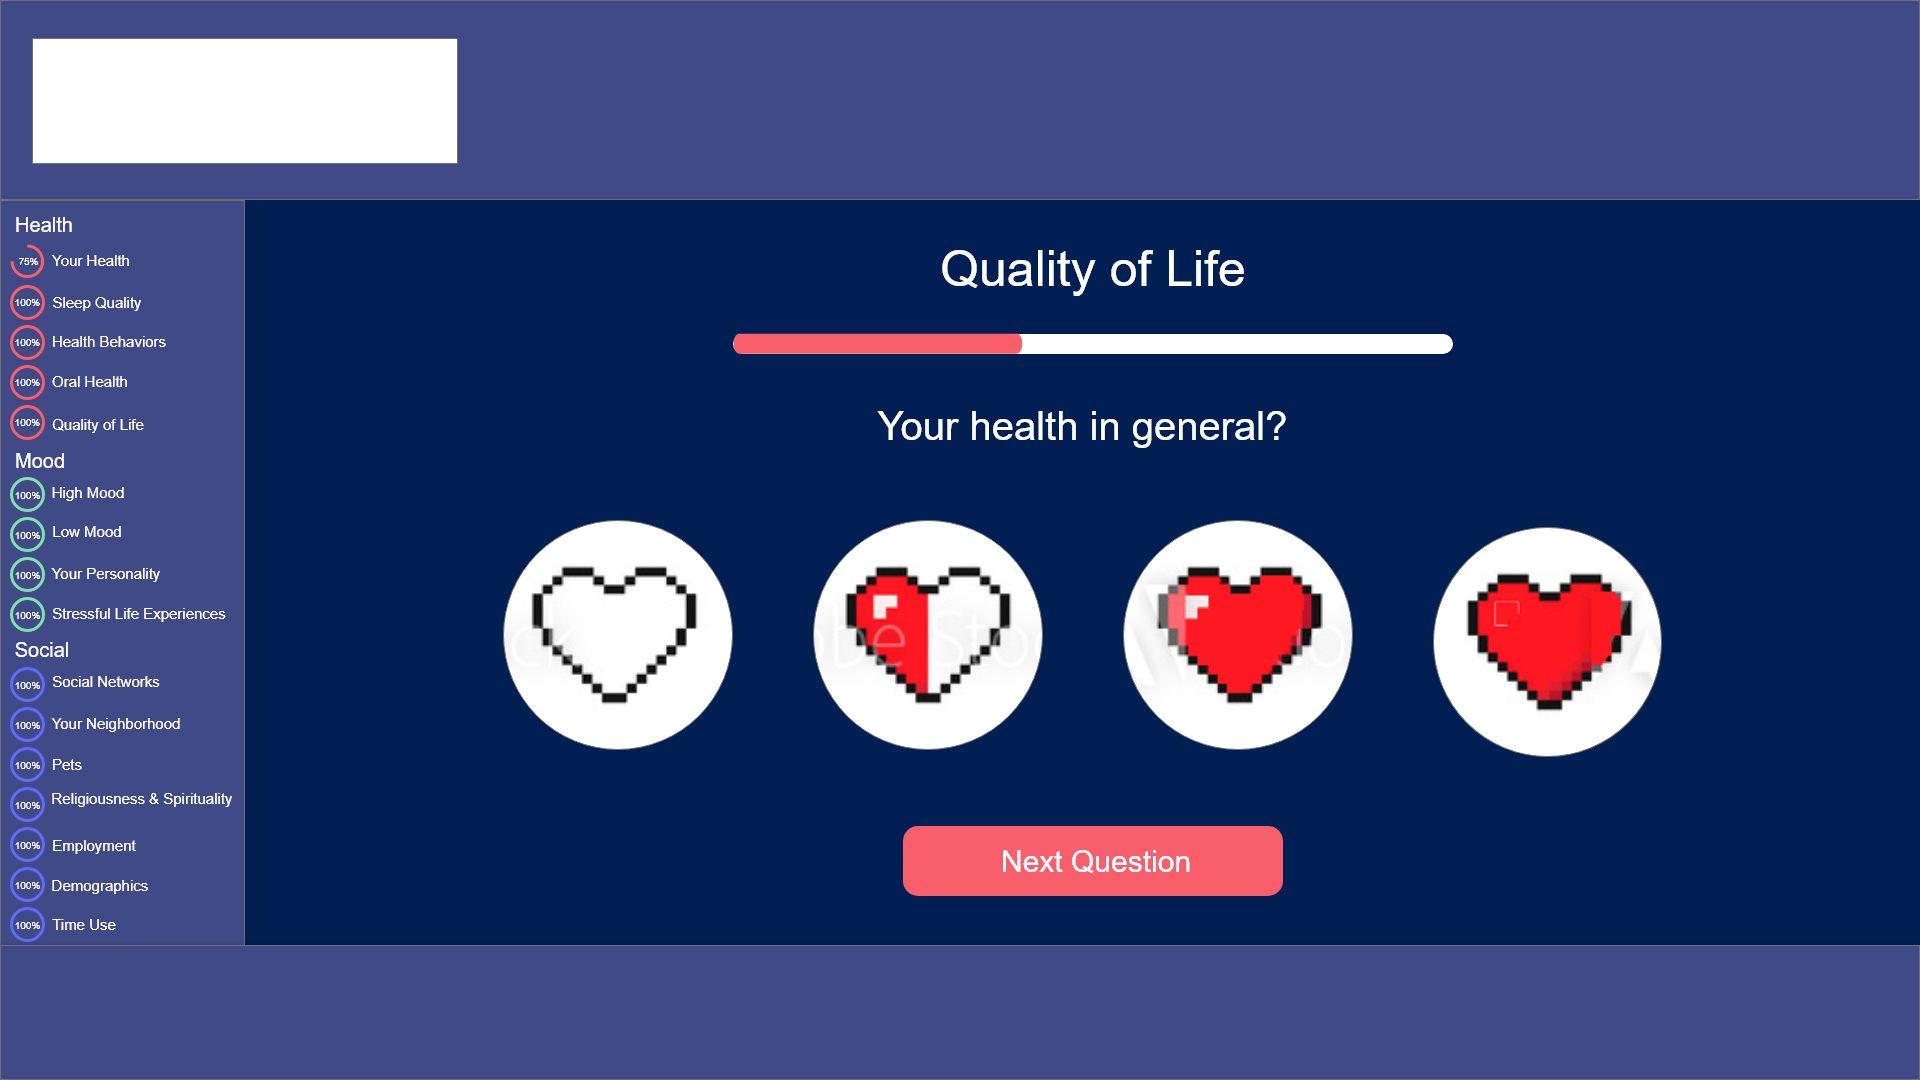 Health
75% Your Health
100% Sleep Quality
100% Health Behaviors
100% Oral Health
100% Quality of Life
Mood
100% High Mood
100% Low Mood
100% Your Personality
100% Stressful Life Experiences
Social
100% Social Networks
100% Your Neighborhood
100% Pets
100% Religiousness & Spirituality
100% Employment
100% Demographics
100% Time Use
Quality of Life
Your health in general?
Next Question